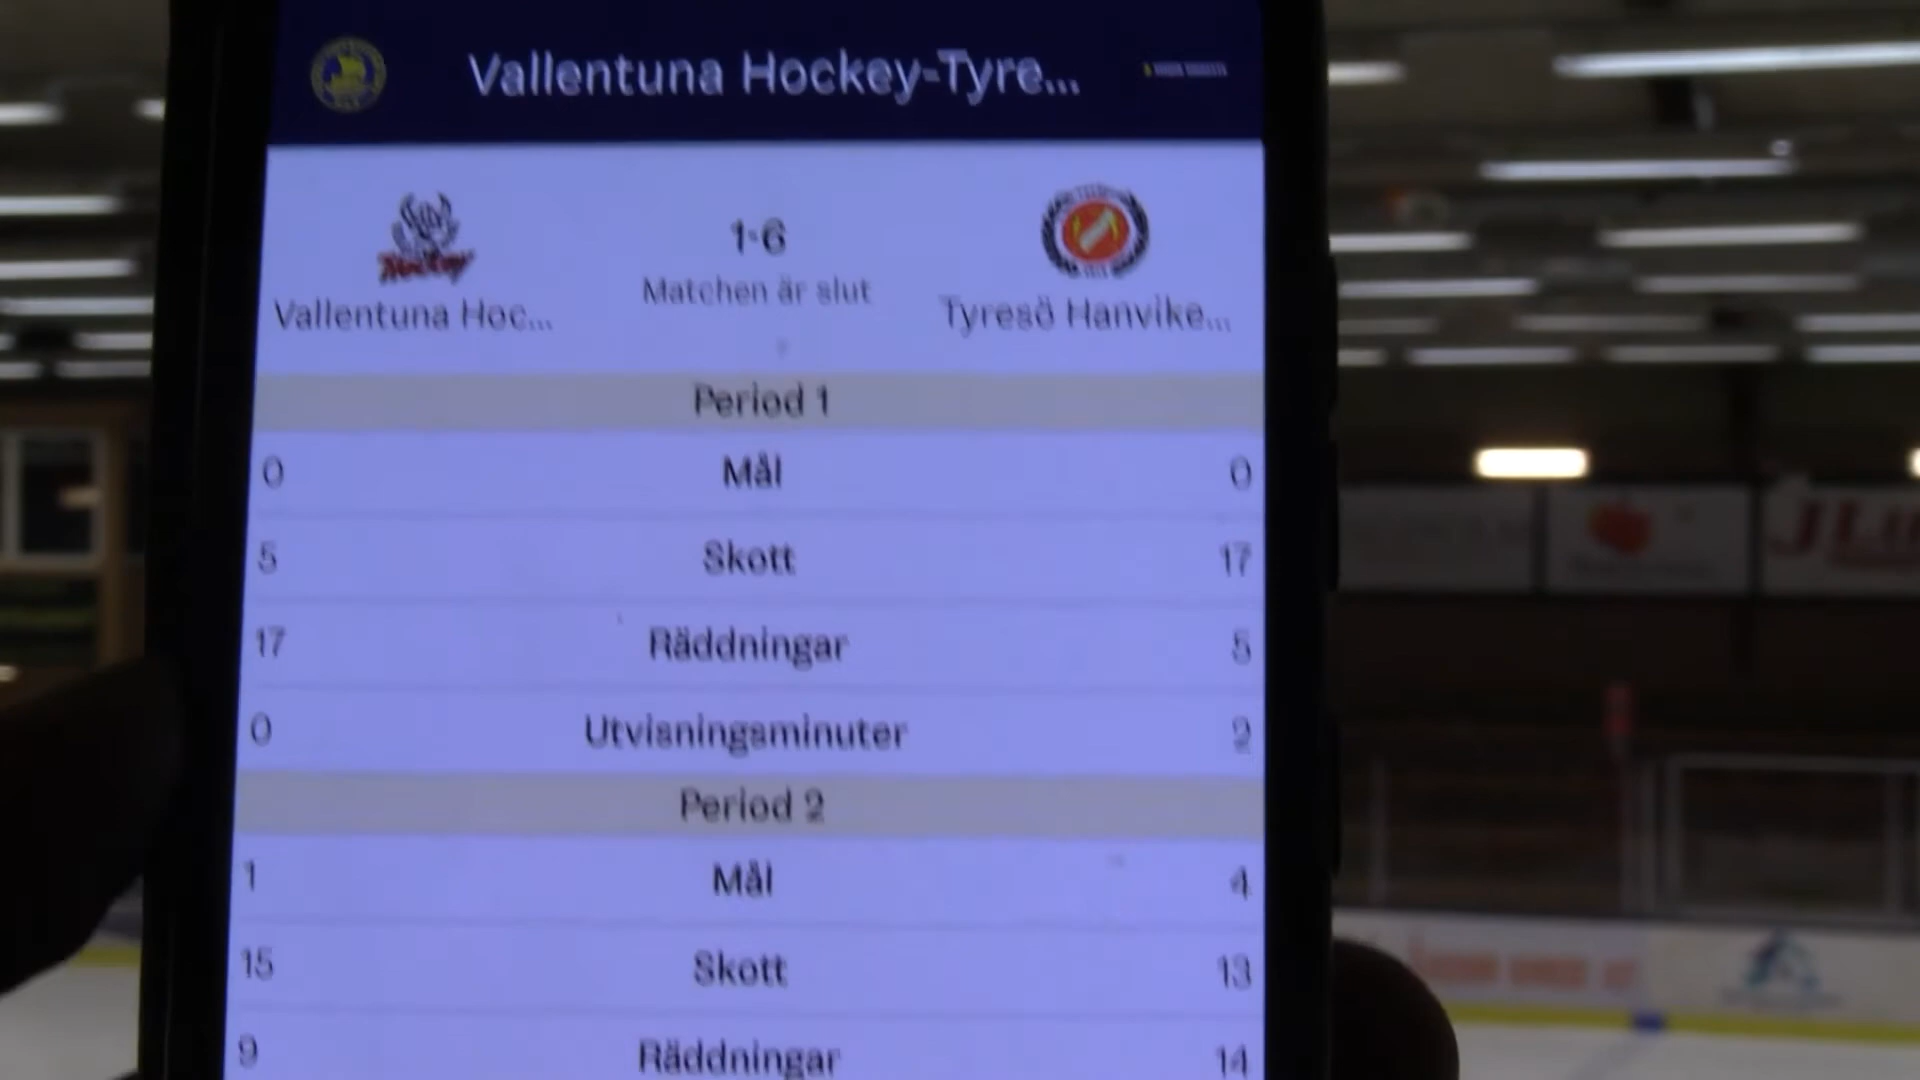 Vallentuna Hockey-Tyre...
Hockey
1-6
Matchen är slut
Vallentuna Hoc...
Tyresö Hanvike...
Period 1
0 Mål 0
5 Skott 17
17 Räddningar 5
0 Utvisningsminuter 2
Period 2
1 Mål 4
15 Skott 13
9 Räddningar 14